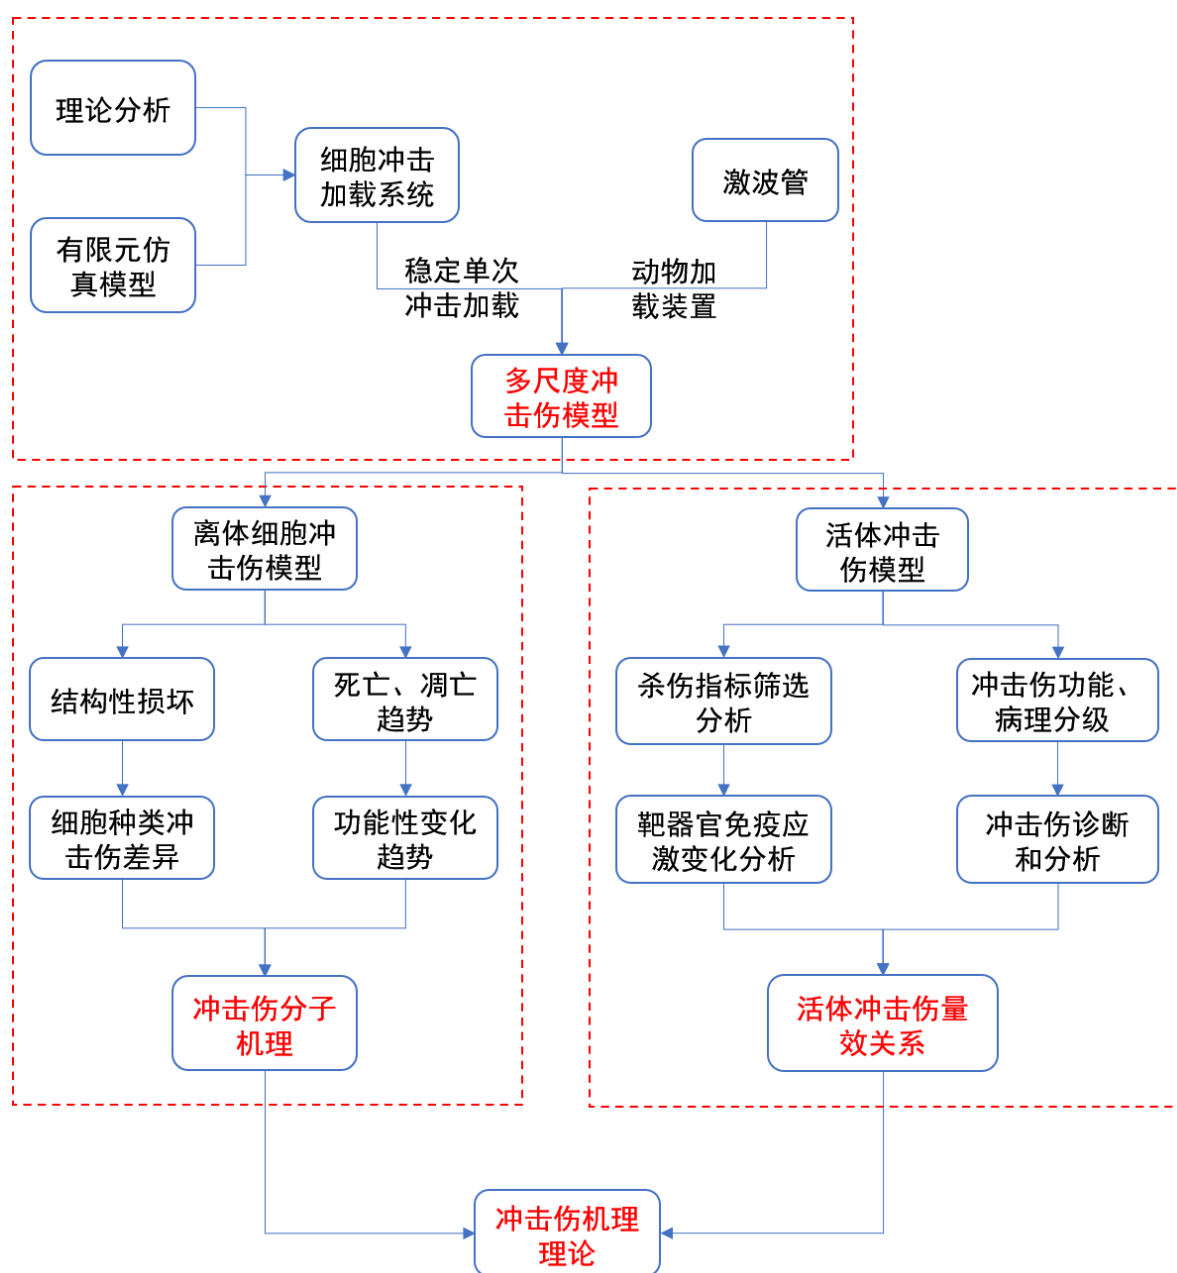 理论分析
有限元仿
真模型
细胞冲击
加载系统
激波管
稳定单次
冲击加载
动物加
载装置
多尺度冲
击伤模型
离体细胞冲
击伤模型
结构性损坏
死亡、凋亡
趋势
细胞种类冲
击伤差异
功能性变化
趋势
冲击伤分子
机理
活体冲击
伤模型
杀伤指标筛选
分析
冲击伤功能、
病理分级
靶器官免疫应
激变化分析
冲击伤诊断
和分析
活体冲击伤量
效关系
冲击伤机理
理论